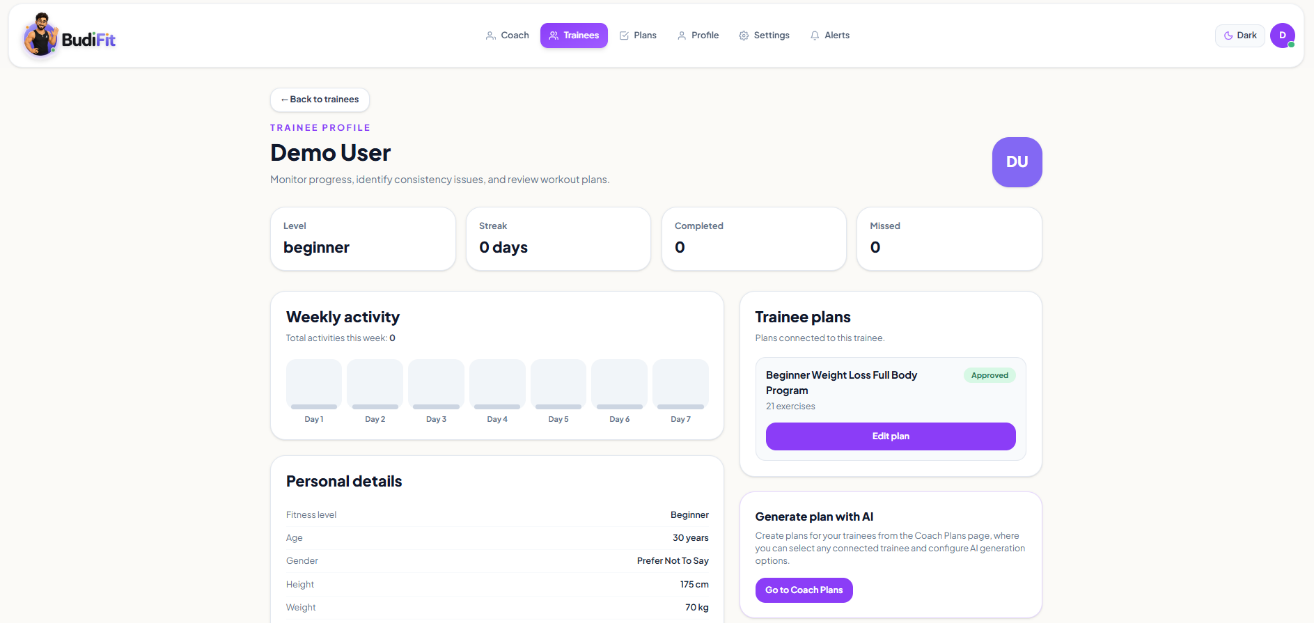 BudiFit
Coach
Trainees
Plans
Profile
Settings
Alerts
Dark
D
←Back to trainees
TRAINEE PROFILE
Demo User
Monitor progress, identify consistency issues, and review workout plans.
DU
Level
beginner
Streak
0 days
Completed
0
Missed
0
Weekly activity
Total activities this week: 0
Day 1
Day 2
Day 3
Day 4
Day 5
Day 6
Day 7
Trainee plans
Plans connected to this trainee.
Beginner Weight Loss Full Body
Program
Approved
21 exercises
Edit plan
Personal details
Fitness level
Beginner
Age
30 years
Gender
Prefer Not To Say
Height
175 cm
Weight
70 kg
Generate plan with AI
Create plans for your trainees from the Coach Plans page, where
you can select any connected trainee and configure AI generation
options.
Go to Coach Plans